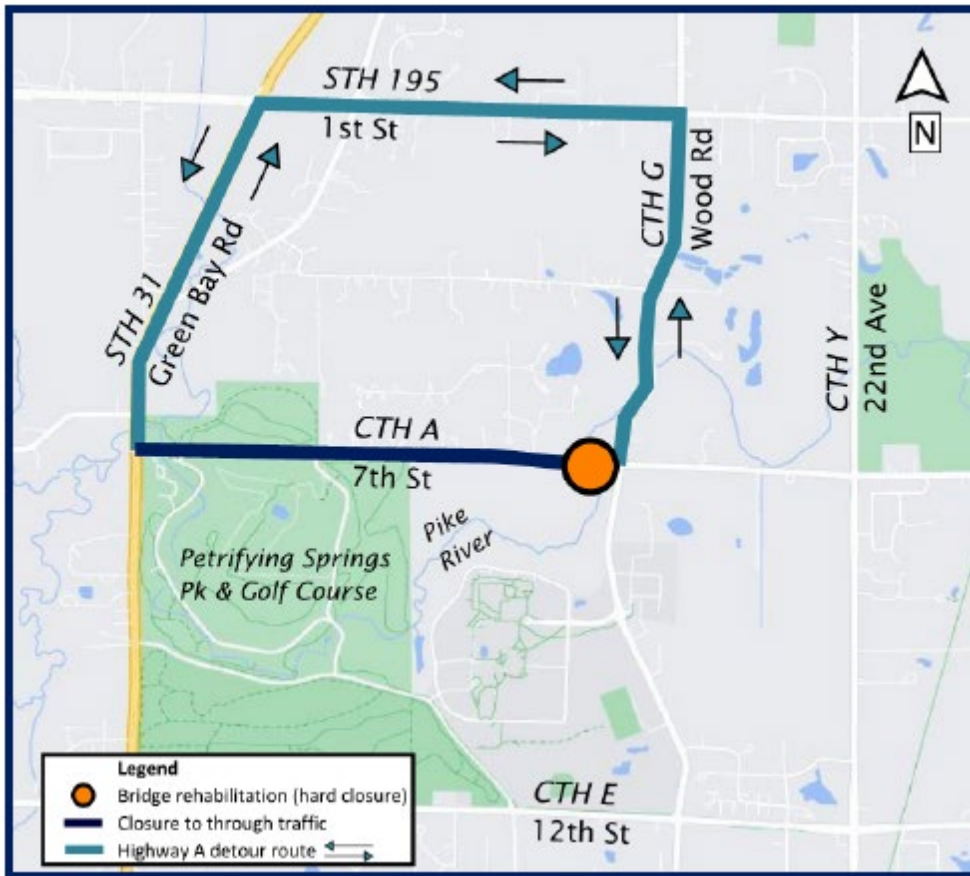 STH 195
1st St
N
CTH G
Wood Rd
STH 31
Green Bay Rd
CTH Y
22nd Ave
CTH A
7th St
Pike
River
Petrifying Springs
Pk & Golf Course
Legend
Bridge rehabilitation (hard closure)
Closure to through traffic
Highway A detour route
CTH E
12th St